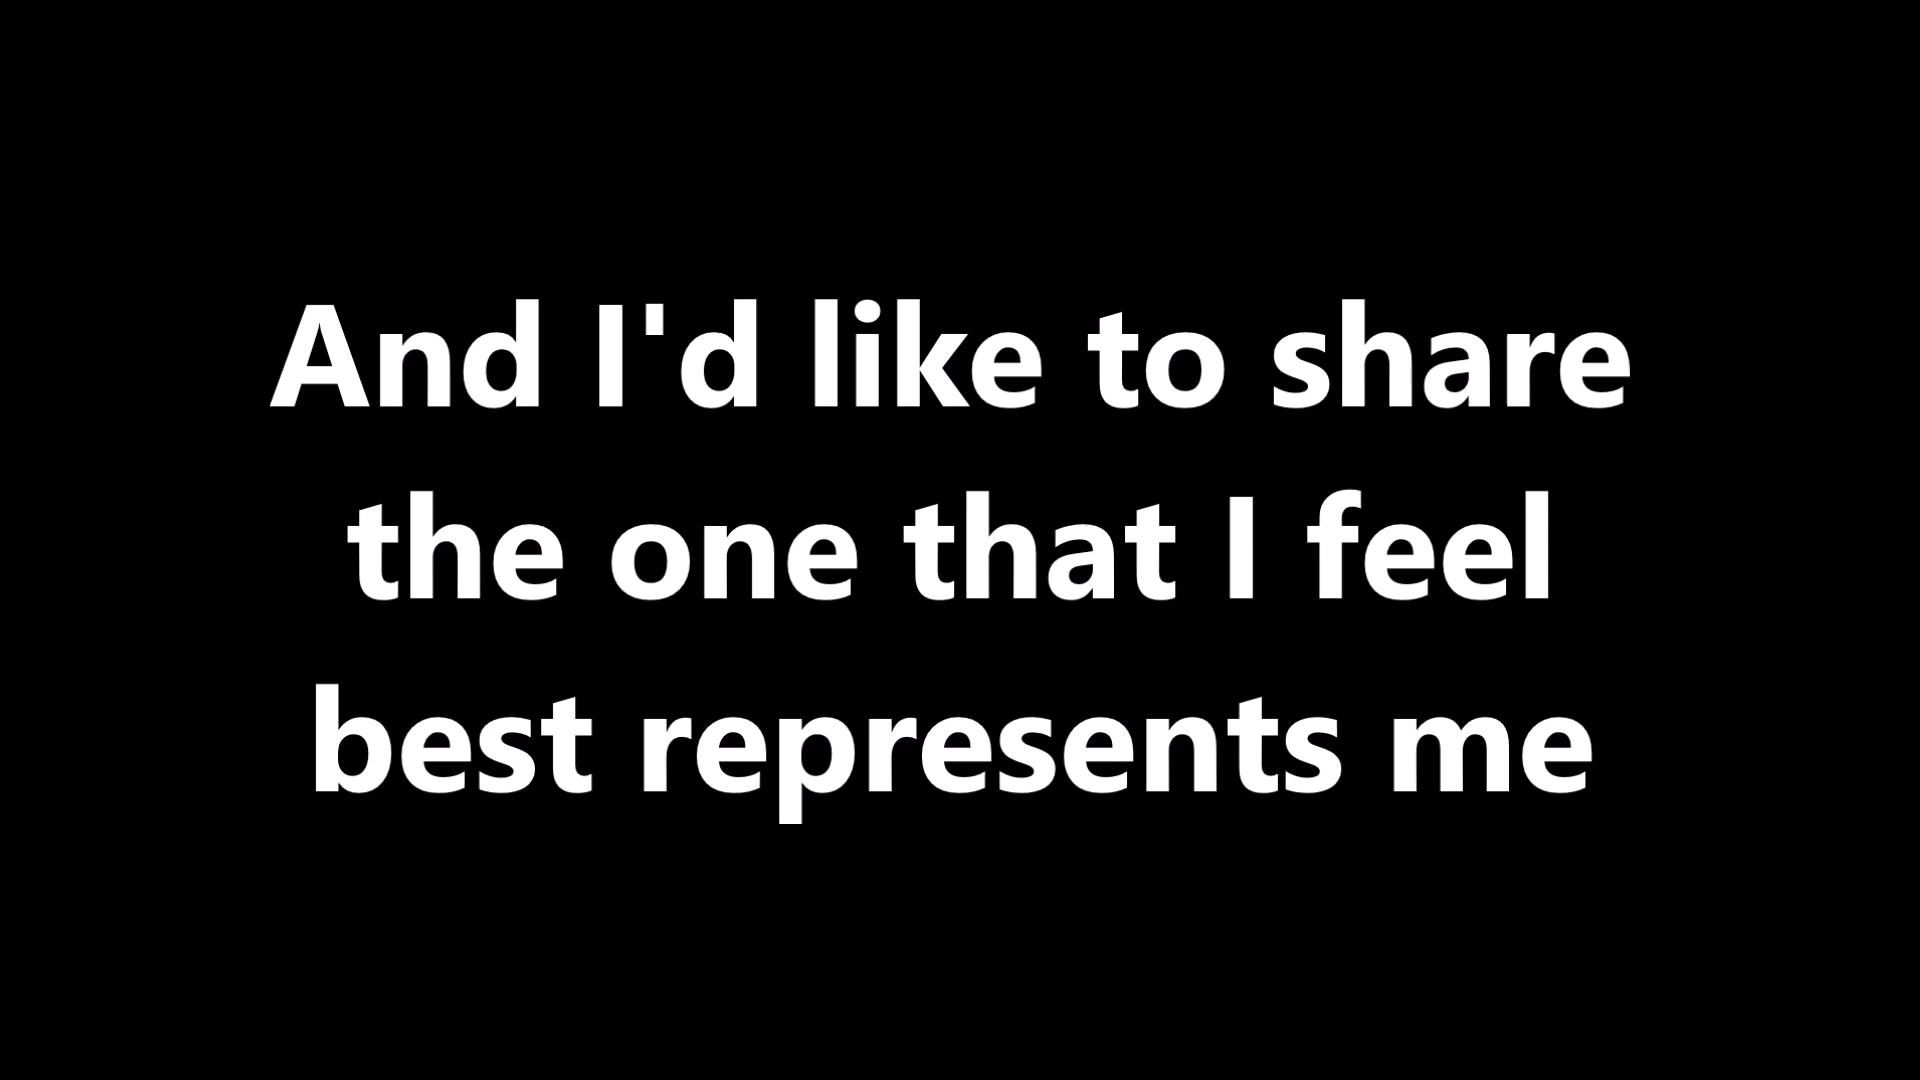 And I'd like to share
the one that I feel
best represents me